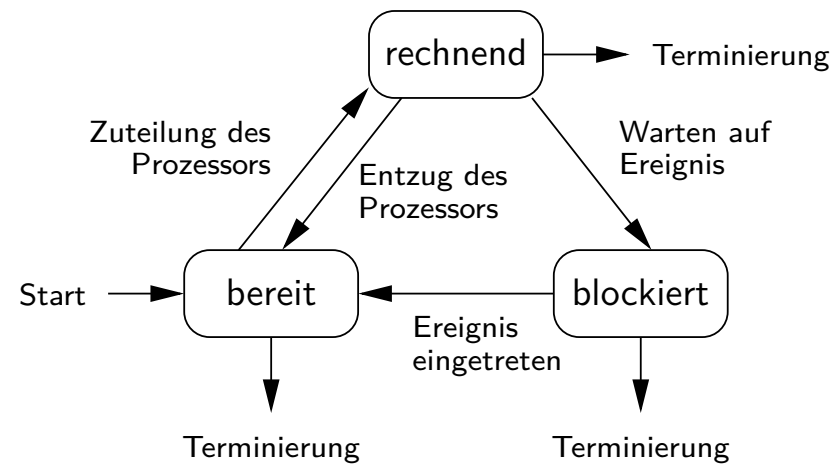 rechnend
Terminierung
Zuteilung des
Prozessors
Entzug des
Prozessors
Warten auf
Ereignis
Start
bereit
blockiert
Ereignis
eingetreten
Terminierung
Terminierung